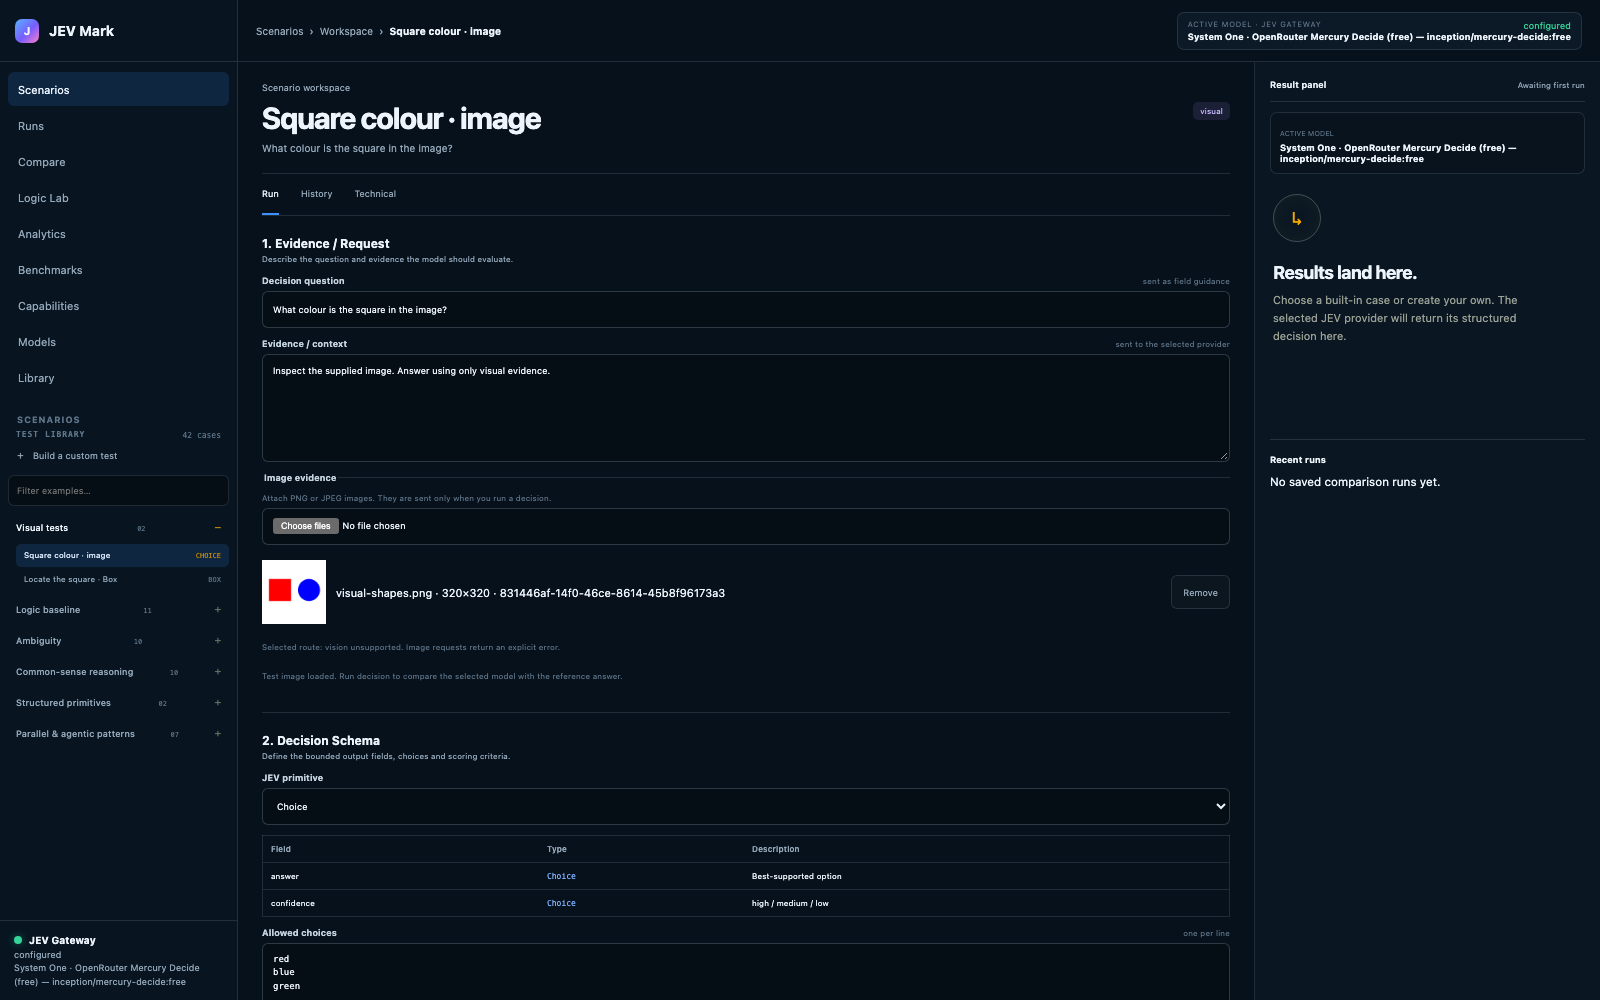 J JEV Mark
Scenarios
Runs
Compare
Logic Lab
Analytics
Benchmarks
Capabilities
Models
Library
SCENARIOS
TEST LIBRARY 42 cases
+ Build a custom test
Filter examples...
Visual tests 02 −
Square colour · image CHOICE
Locate the square · Box BOX
Logic baseline 11 +
Ambiguity 10 +
Common-sense reasoning 10 +
Structured primitives 02 +
Parallel & agentic patterns 07 +
JEV Gateway
configured
System One · OpenRouter Mercury Decide
(free) — inception/mercury-decide:free
Scenarios › Workspace › Square colour · image
ACTIVE MODEL · JEV GATEWAY configured
System One · OpenRouter Mercury Decide (free) — inception/mercury-decide:free
Scenario workspace
Square colour · image visual
What colour is the square in the image?
Run History Technical
1. Evidence / Request
Describe the question and evidence the model should evaluate.
Decision question sent as field guidance
What colour is the square in the image?
Evidence / context sent to the selected provider
Inspect the supplied image. Answer using only visual evidence.
Image evidence
Attach PNG or JPEG images. They are sent only when you run a decision.
Choose files No file chosen
visual-shapes.png · 320×320 · 831446af-14f0-46ce-8614-45b8f96173a3 Remove
Selected route: vision unsupported. Image requests return an explicit error.
Test image loaded. Run decision to compare the selected model with the reference answer.
2. Decision Schema
Define the bounded output fields, choices and scoring criteria.
JEV primitive
Choice
Field Type Description
answer Choice Best-supported option
confidence Choice high / medium / low
Allowed choices one per line
red
blue
green
Result panel Awaiting first run
ACTIVE MODEL
System One · OpenRouter Mercury Decide (free) —
inception/mercury-decide:free
Results land here.
Choose a built-in case or create your own. The
selected JEV provider will return its structured
decision here.
Recent runs
No saved comparison runs yet.